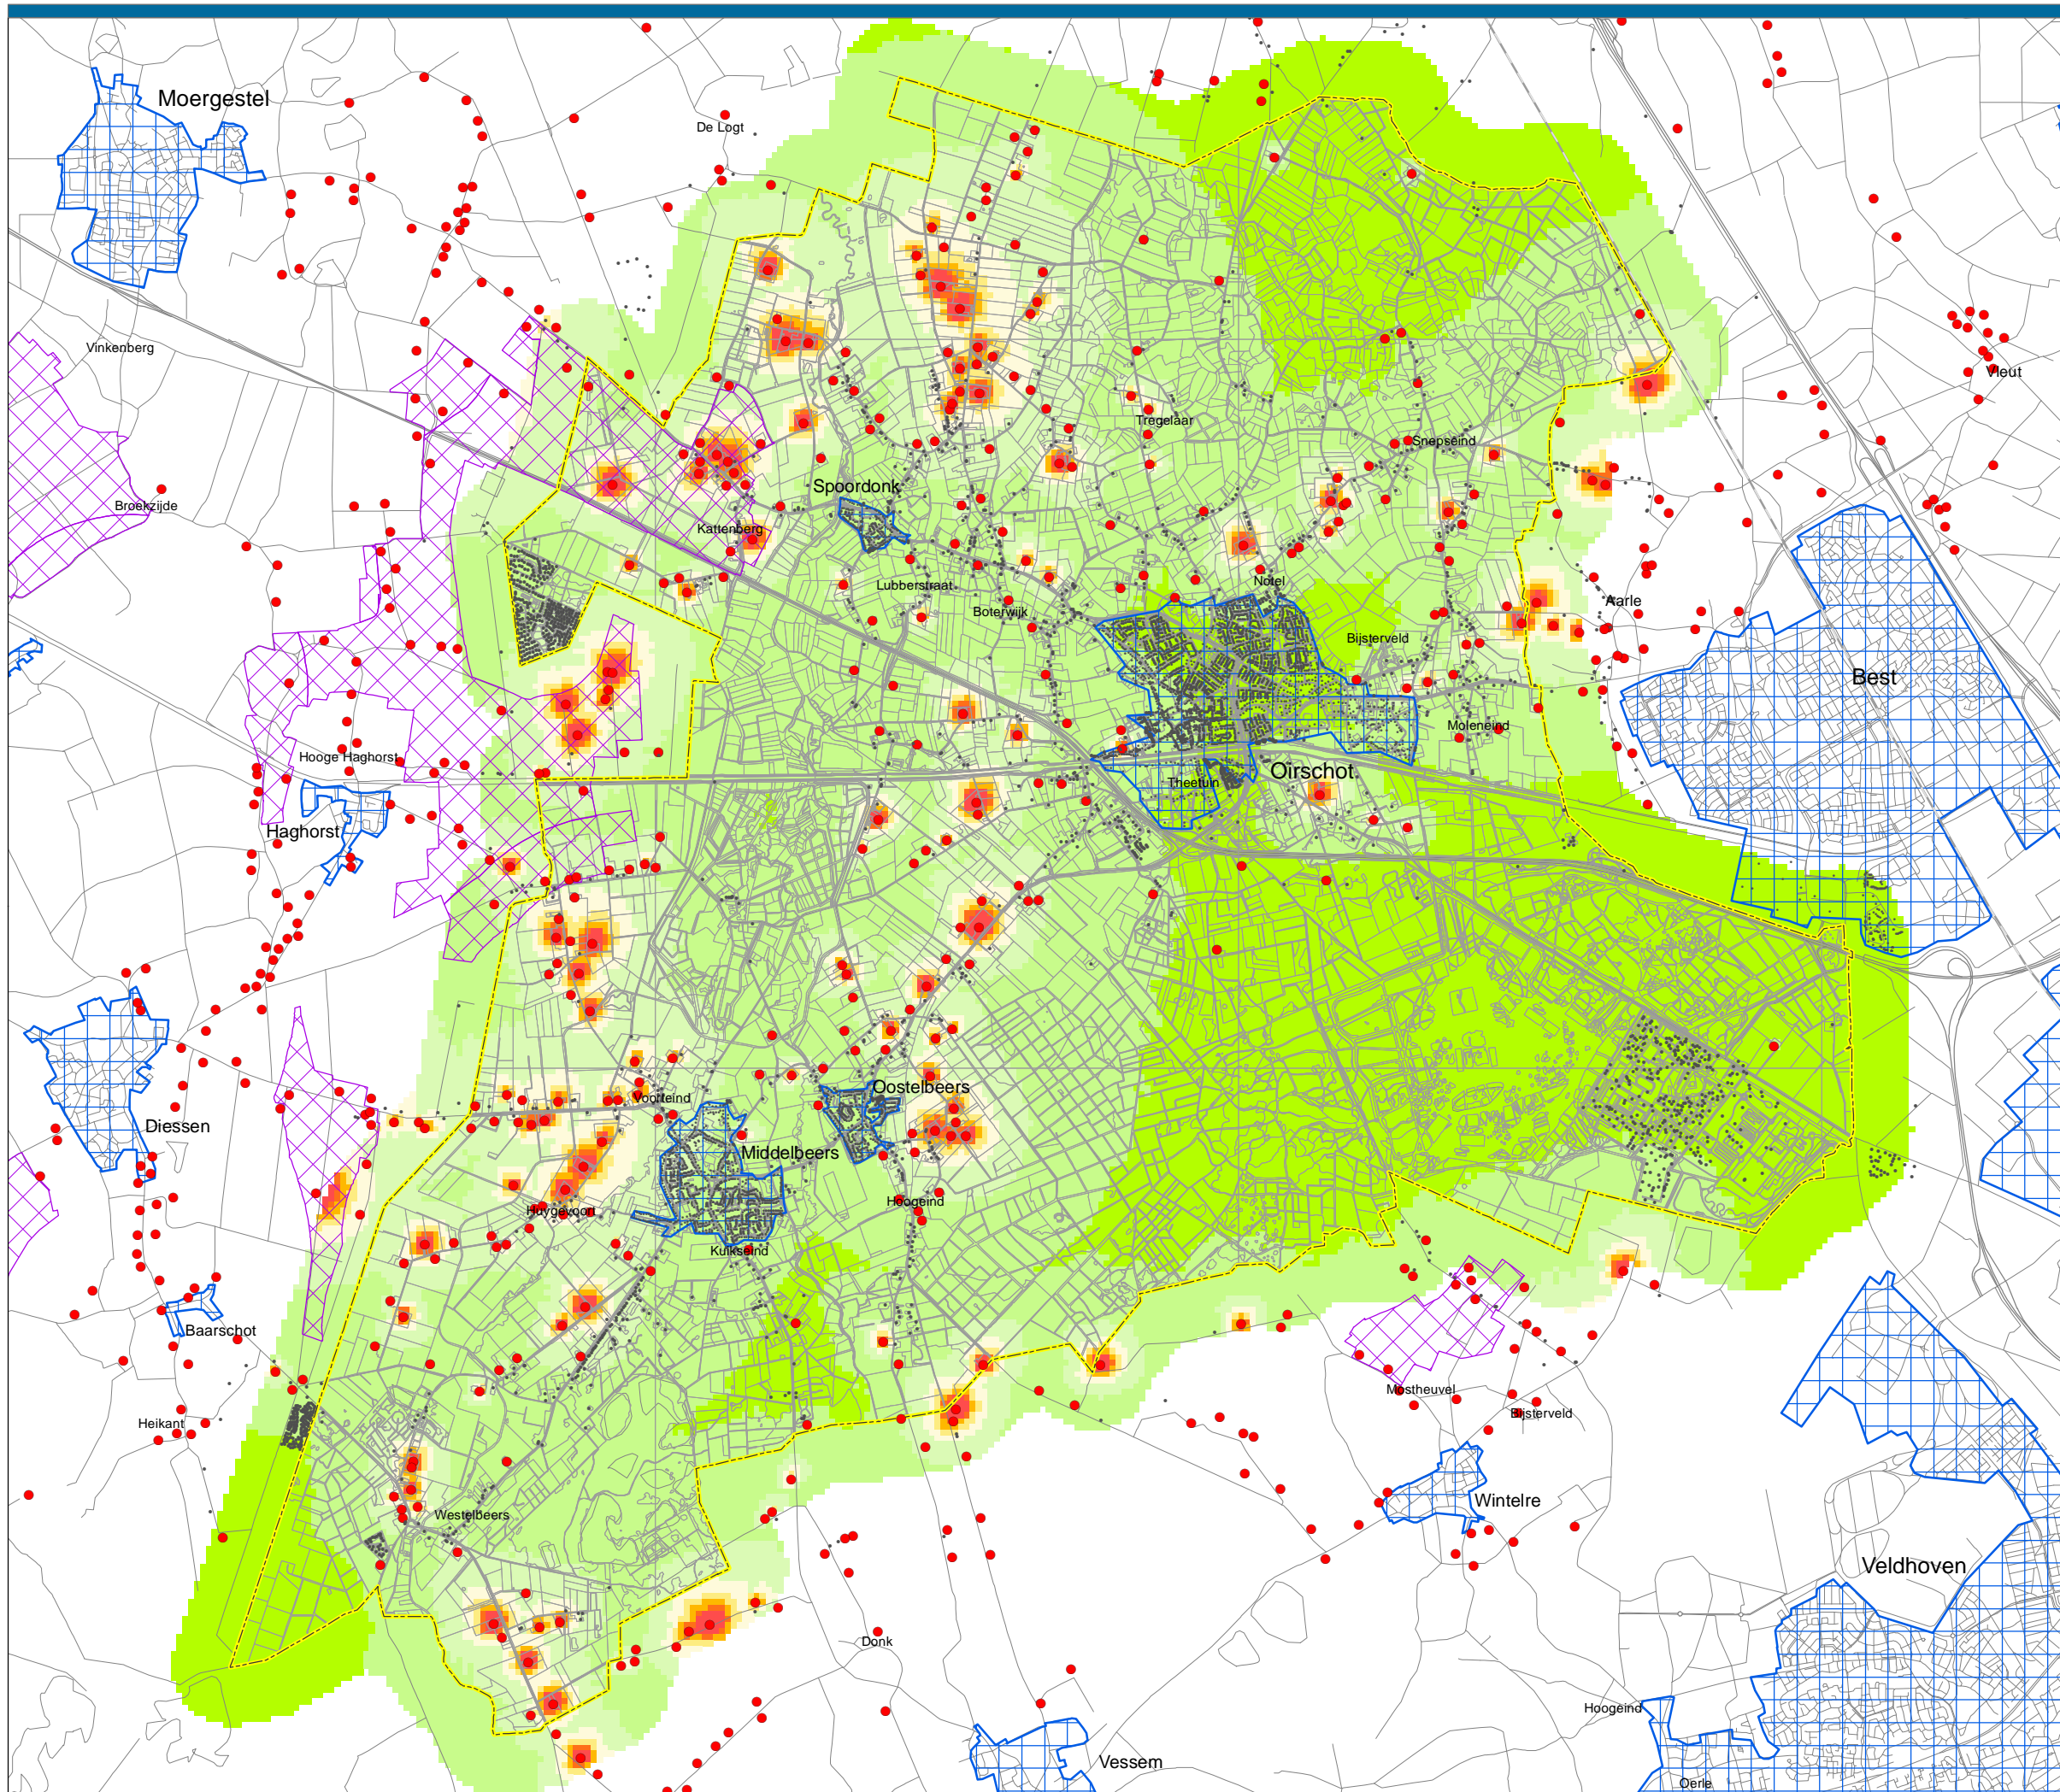 Moergestel
De Logt
Vinkenberg
Vleut
Tregelaar
Snepseind
Spoordonk
Broekzijde
Kattenberg
Notel
Lubberstraat
Aarle
Boterwijk
Bijsterveld
Best
Moleneind
Hooge Haghorst
Oirschot
Theetuin
Haghorst
Oostelbeers
Voorteind
Diessen
Middelbeers
Hoogeind
Huygevoort
Kuikseind
Baarschot
Mostheuvel
Bijsterveld
Heikant
Wintelre
Westelbeers
Veldhoven
Donk
Hoogeind
Vessem
Oerle